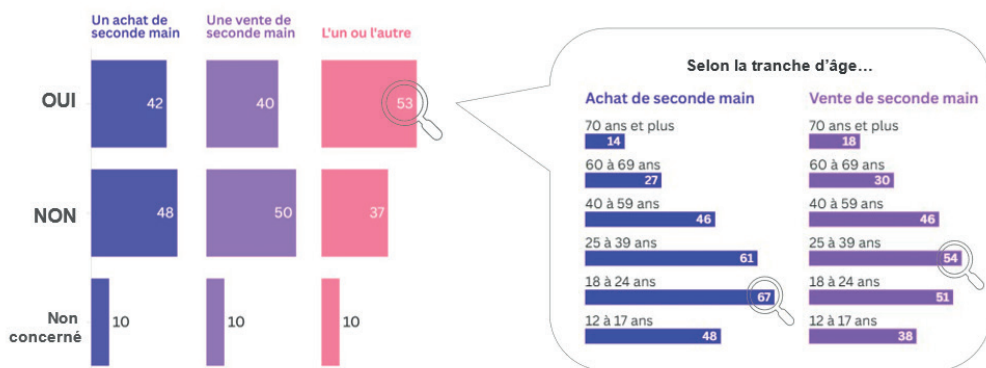 Un achat de
seconde main
Une vente de
seconde main
L'un ou l'autre
OUI
42
40
53
NON
48
50
37
Non
concerné
10
10
10
Selon la tranche d'âge...
Achat de seconde main
70 ans et plus
14
60 à 69 ans
27
40 à 59 ans
46
25 à 39 ans
61
18 à 24 ans
67
12 à 17 ans
48
Vente de seconde main
70 ans et plus
18
60 à 69 ans
30
40 à 59 ans
46
25 à 39 ans
54
18 à 24 ans
51
12 à 17 ans
38